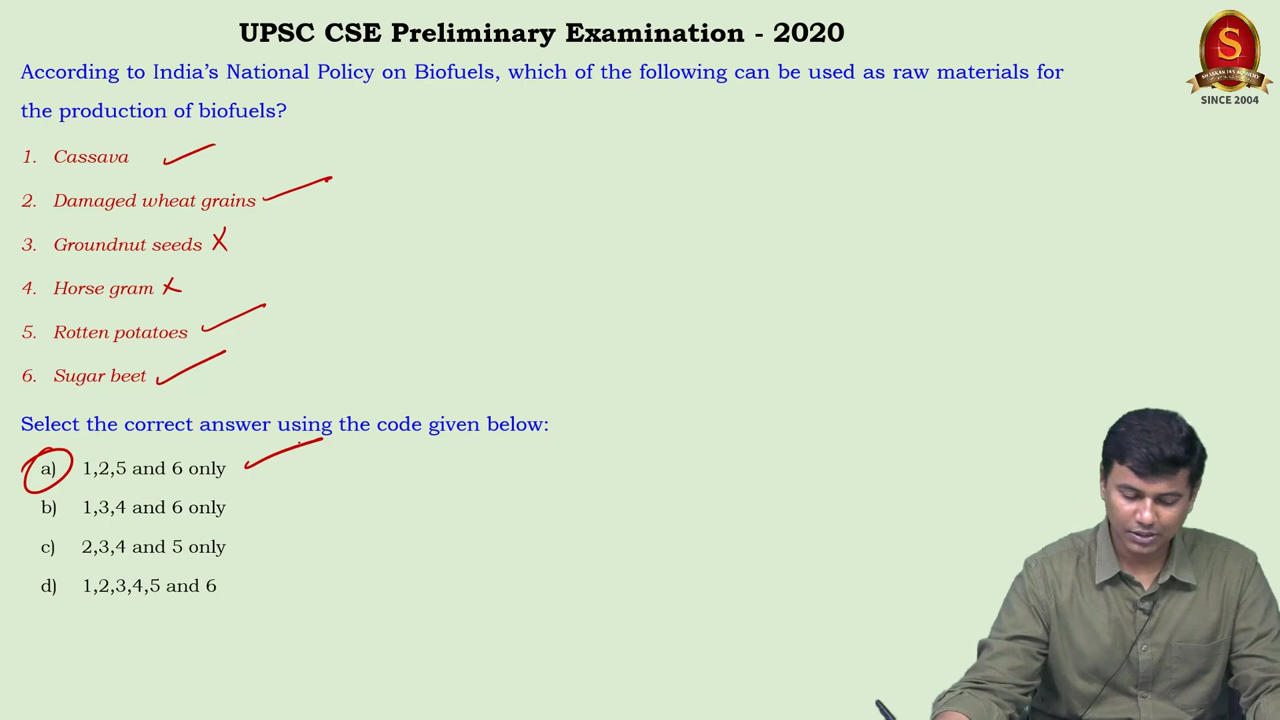 UPSC CSE Preliminary Examination - 2020
According to India's National Policy on Biofuels, which of the following can be used as raw materials for
the production of biofuels?
1. Cassava
2. Damaged wheat grains
3. Groundnut seeds
4. Horse gram
5. Rotten potatoes
6. Sugar beet
Select the correct answer using the code given below:
a) 1,2,5 and 6 only
b) 1,3,4 and 6 only
c) 2,3,4 and 5 only
d) 1,2,3,4,5 and 6
S
SINCE 2004